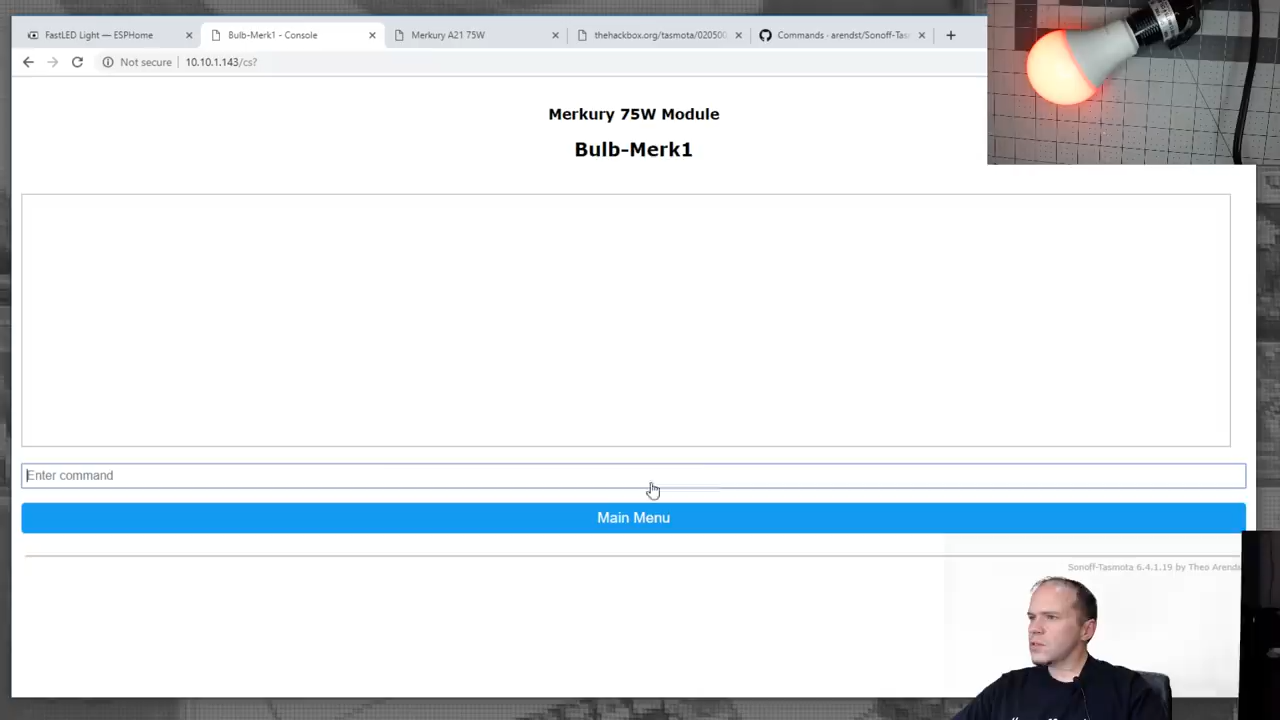 FastLED Light — ESPHome
Bulb-Merk1 - Console
Merkury A21 75W
thehackbox.org/tasmota/020500
Commands · arendst/Sonoff-Tas
Not secure
10.10.1.143/cs?
Merkury 75W Module
Bulb-Merk1
Enter command
Main Menu
Sonoff-Tasmota 6.4.1.19 by Theo Arends